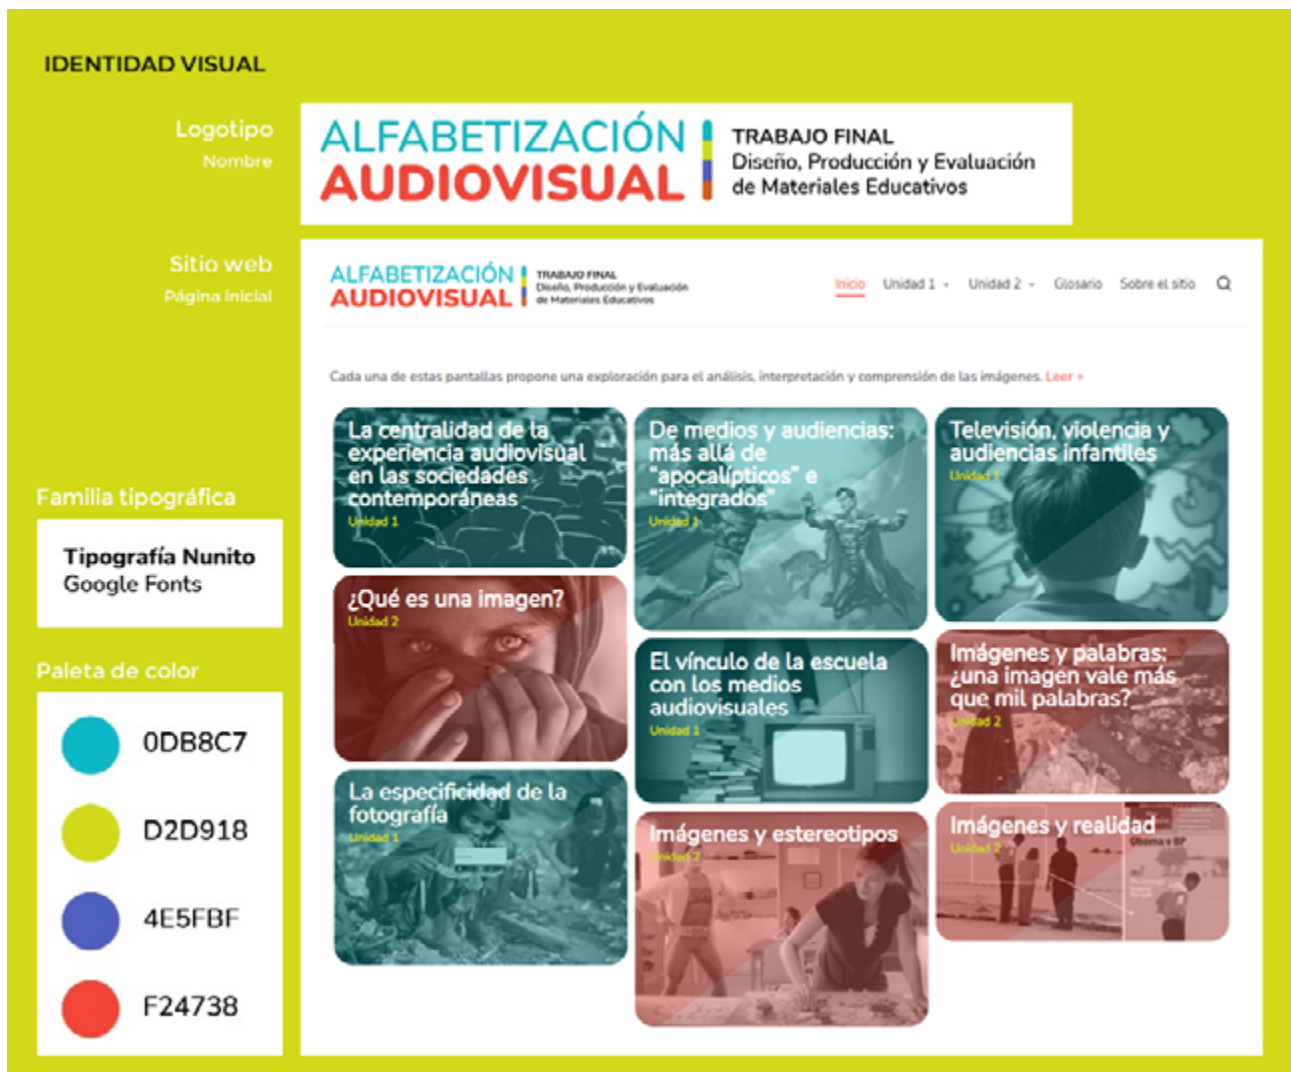 IDENTIDAD VISUAL
Logotipo
Nombre
ALFABETIZACIÓN
AUDIOVISUAL
TRABAJO FINAL
Diseño, Producción y Evaluación
de Materiales Educativos
Sitio web
Página inicial
ALFABETIZACIÓN
AUDIOVISUAL
TRABAJO FINAL
Diseño, Producción y Evaluación
de Materiales Educativos
Inicio Unidad 1 Unidad 2 Glosario Sobre el sitio
Cada una de estas pantallas propone una exploración para el análisis, interpretación y comprensión de las imágenes. Leer +
La centralidad de la
experiencia audiovisual
en las sociedades
contemporáneas
Unidad 1
De medios y audiencias:
más allá de
“apocalípticos” e
“integrados”
Unidad 1
Televisión, violencia y
audiencias infantiles
Unidad 1
¿Qué es una imagen?
Unidad 2
El vínculo de la escuela
con los medios
audiovisuales
Unidad 1
Imágenes y palabras:
¿una imagen vale más
que mil palabras?
Unidad 2
La especificidad de la
fotografía
Unidad 1
Imágenes y estereotipos
Unidad 2
Imágenes y realidad
Unidad 2
Obama v BP
Familia tipográfica
Tipografía Nunito
Google Fonts
Paleta de color
0DB8C7
D2D918
4E5FBF
F24738